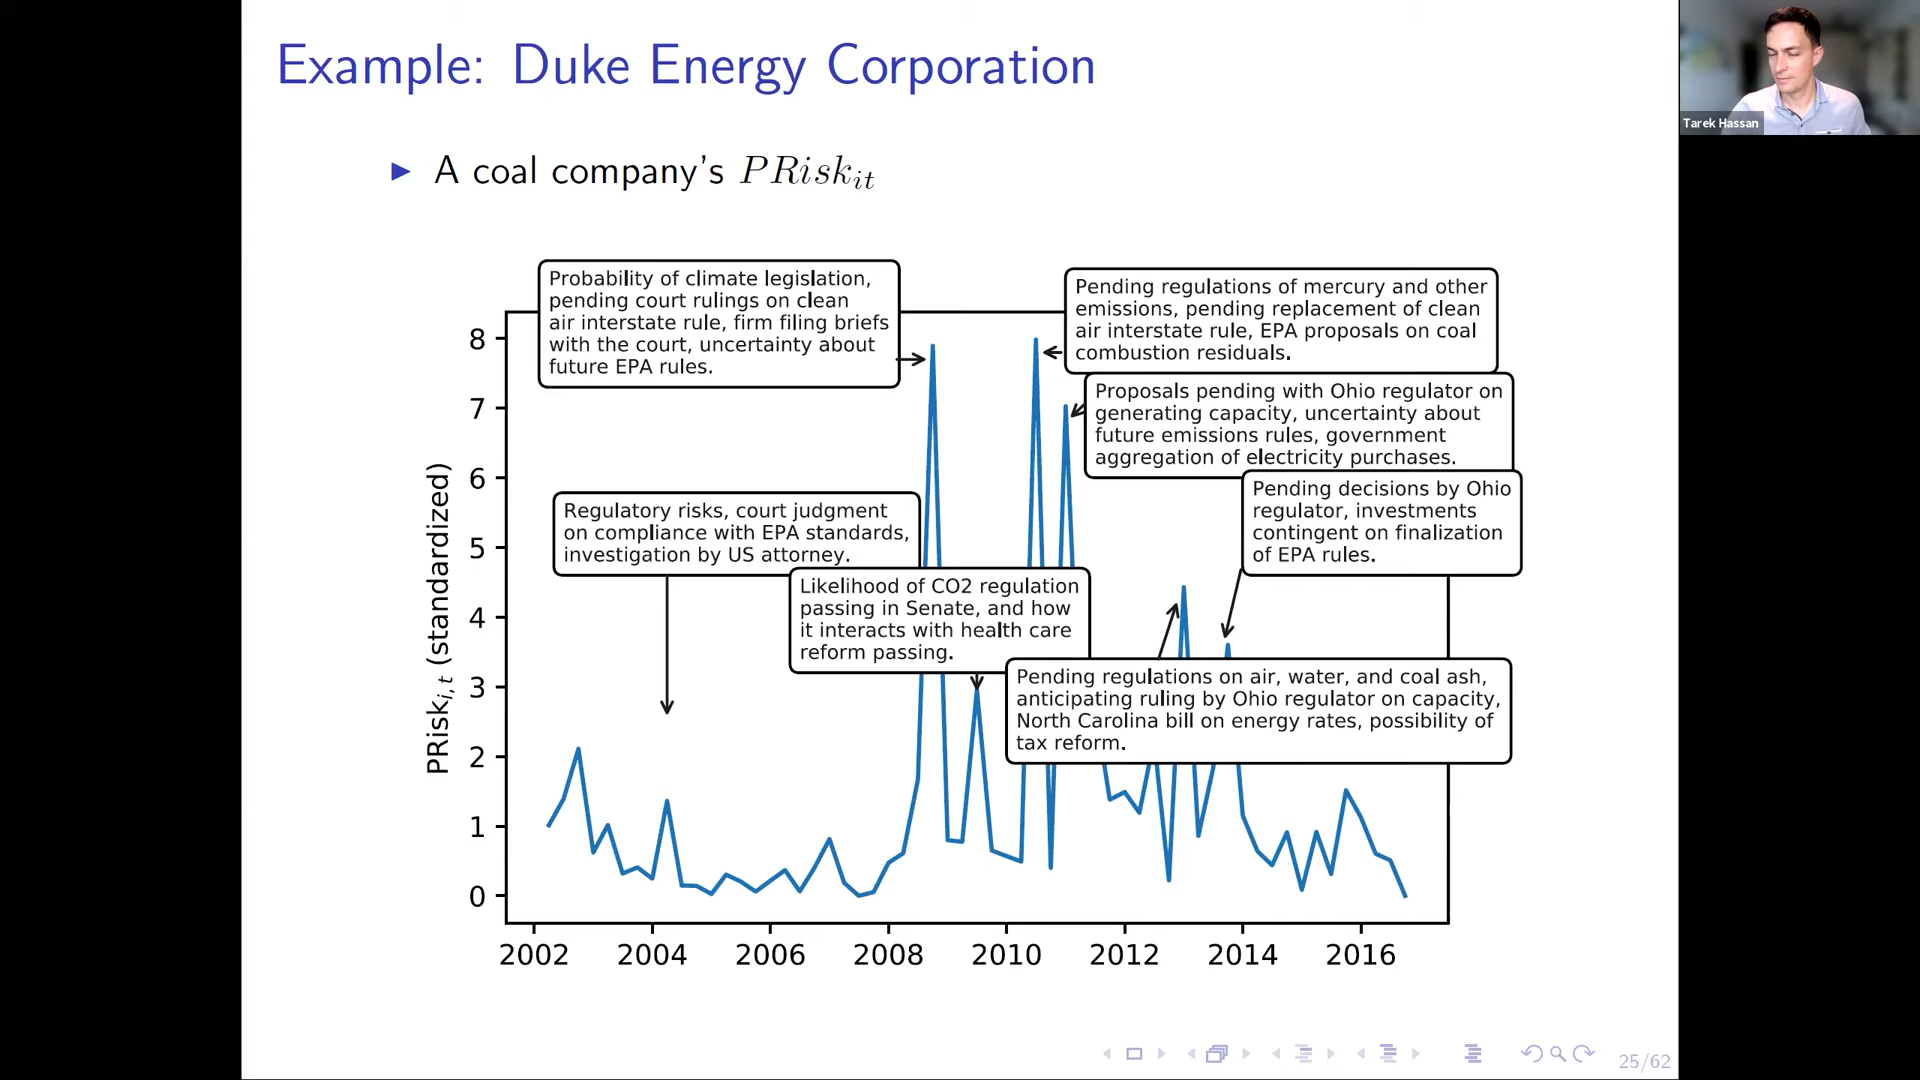 Example: Duke Energy Corporation
Tarek Hassan
► A coal company's PRisk_it
Probability of climate legislation,
pending court rulings on clean
air interstate rule, firm filing briefs
with the court, uncertainty about
future EPA rules.
Pending regulations of mercury and other
emissions, pending replacement of clean
air interstate rule, EPA proposals on coal
combustion residuals.
Proposals pending with Ohio regulator on
generating capacity, uncertainty about
future emissions rules, government
aggregation of electricity purchases.
Pending decisions by Ohio
regulator, investments
contingent on finalization
of EPA rules.
Regulatory risks, court judgment
on compliance with EPA standards,
investigation by US attorney.
Likelihood of CO2 regulation
passing in Senate, and how
it interacts with health care
reform passing.
Pending regulations on air, water, and coal ash,
anticipating ruling by Ohio regulator on capacity,
North Carolina bill on energy rates, possibility of
tax reform.
PRisk_i,t (standardized)
8
7
6
5
4
3
2
1
0
2002 2004 2006 2008 2010 2012 2014 2016
25/62